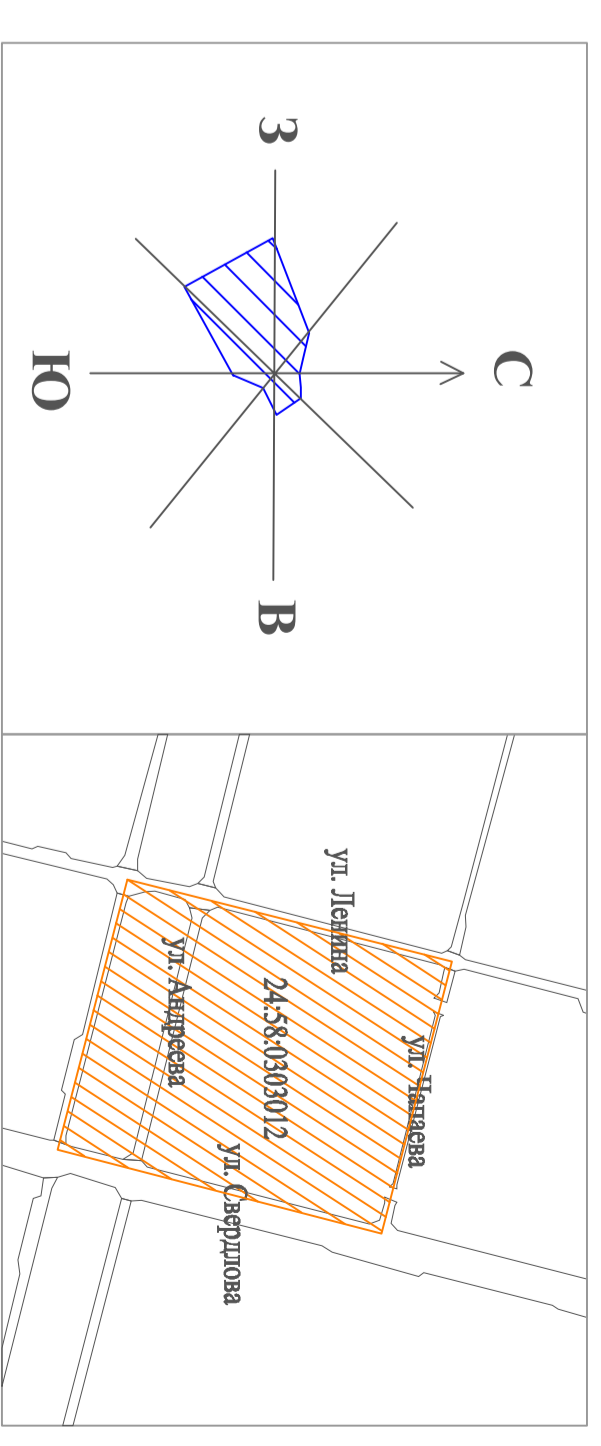 С
З
В
Ю
ул. Чапаева
ул. Ленина
24:58:0303012
ул. Свердлова
ул. Андреева